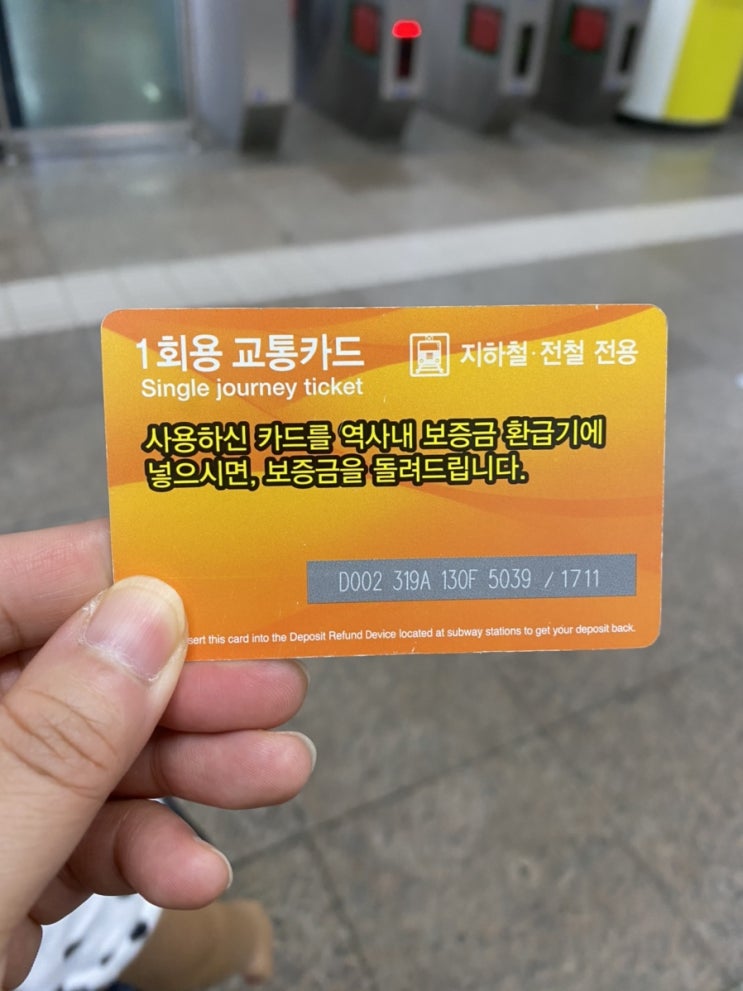 1회용 교통카드
지하철·전철 전용
Single journey ticket
사용하신 카드를 역사내 보증금 환급기에
넣으시면, 보증금을 돌려드립니다.
D002 319A 130F 5039 / 1711
this card into the Deposit Refund Device located at subway stations to get your deposit back.